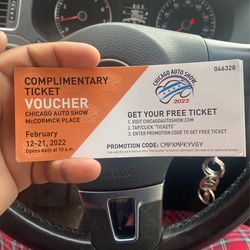 COMPLIMENTARY
TICKET
VOUCHER
CHICAGO AUTO SHOW
McCORMICK PLACE
February
12-21, 2022
Opens daily at 10 a.m.
046328
CHICAGO AUTO SHOW
2022
GET YOUR FREE TICKET
1. VISIT CHICAGOAUTOSHOW.COM
2. TAP/CLICK "TICKETS"
3. ENTER PROMOTION CODE TO GET FREE TICKET
PROMOTION CODE: CMPXMPKYV6Y